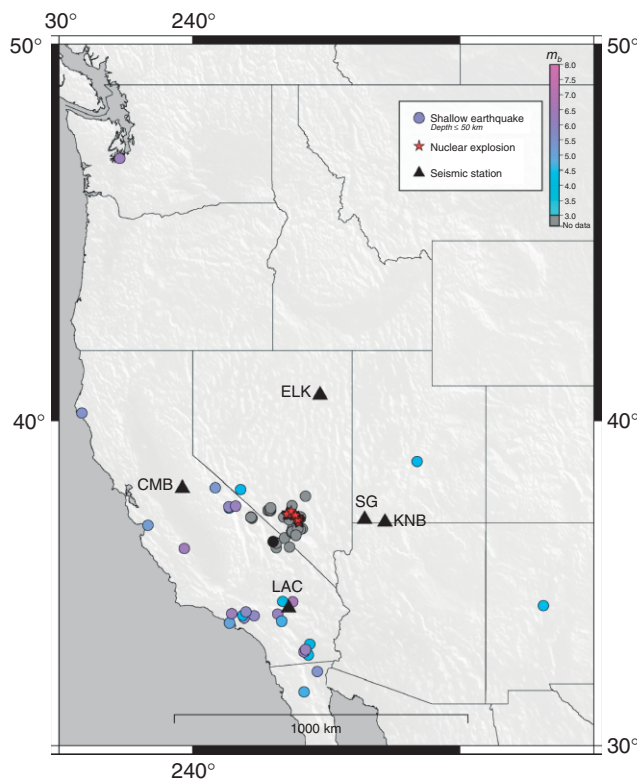 30°
240°
50°
50°
mb
8.0
7.5
7.0
6.5
6.0
5.5
5.0
4.5
4.0
3.5
3.0
No data
Shallow earthquake
Depth ≤ 50 km
Nuclear explosion
Seismic station
ELK
40°
40°
CMB
SG
KNB
LAC
1000 km
30°
240°